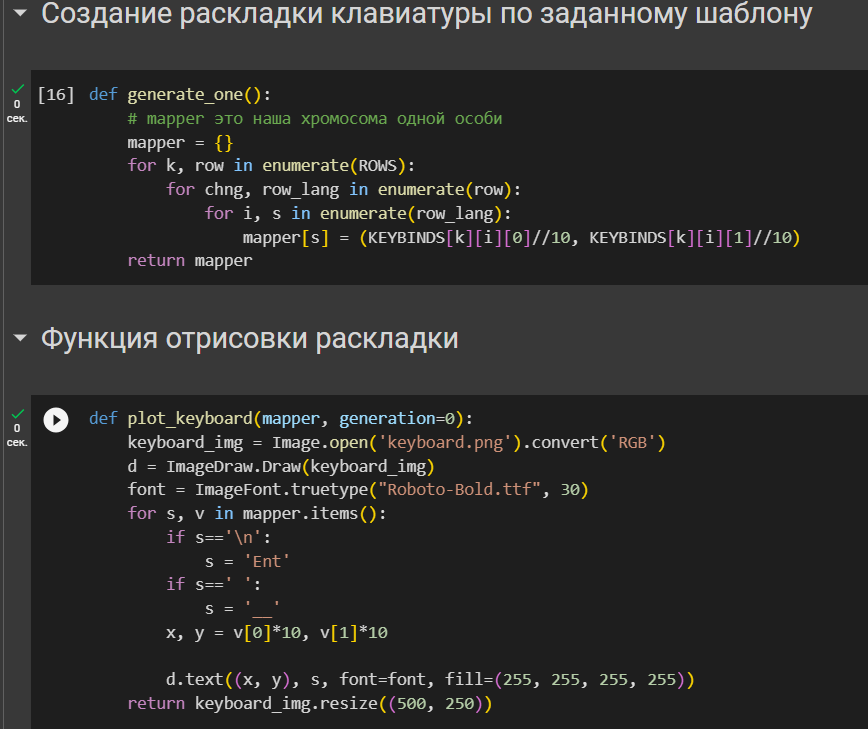 Создание раскладки клавиатуры по заданному шаблону
[16] def generate_one():
0
сек.
# mapper это наша хромосома одной особи
mapper = {}
for k, row in enumerate(ROWS):
for chng, row_lang in enumerate(row):
for i, s in enumerate(row_lang):
mapper[s] = (KEYBINDS[k][i][0]//10, KEYBINDS[k][i][1]//10)
return mapper
Функция отрисовки раскладки
def plot_keyboard(mapper, generation=0):
0
сек.
keyboard_img = Image.open('keyboard.png').convert('RGB')
d = ImageDraw.Draw(keyboard_img)
font = ImageFont.truetype("Roboto-Bold.ttf", 30)
for s, v in mapper.items():
if s=='\n':
s = 'Ent'
if s==' ':
s = '__'
x, y = v[0]*10, v[1]*10
d.text((x, y), s, font=font, fill=(255, 255, 255, 255))
return keyboard_img.resize((500, 250))